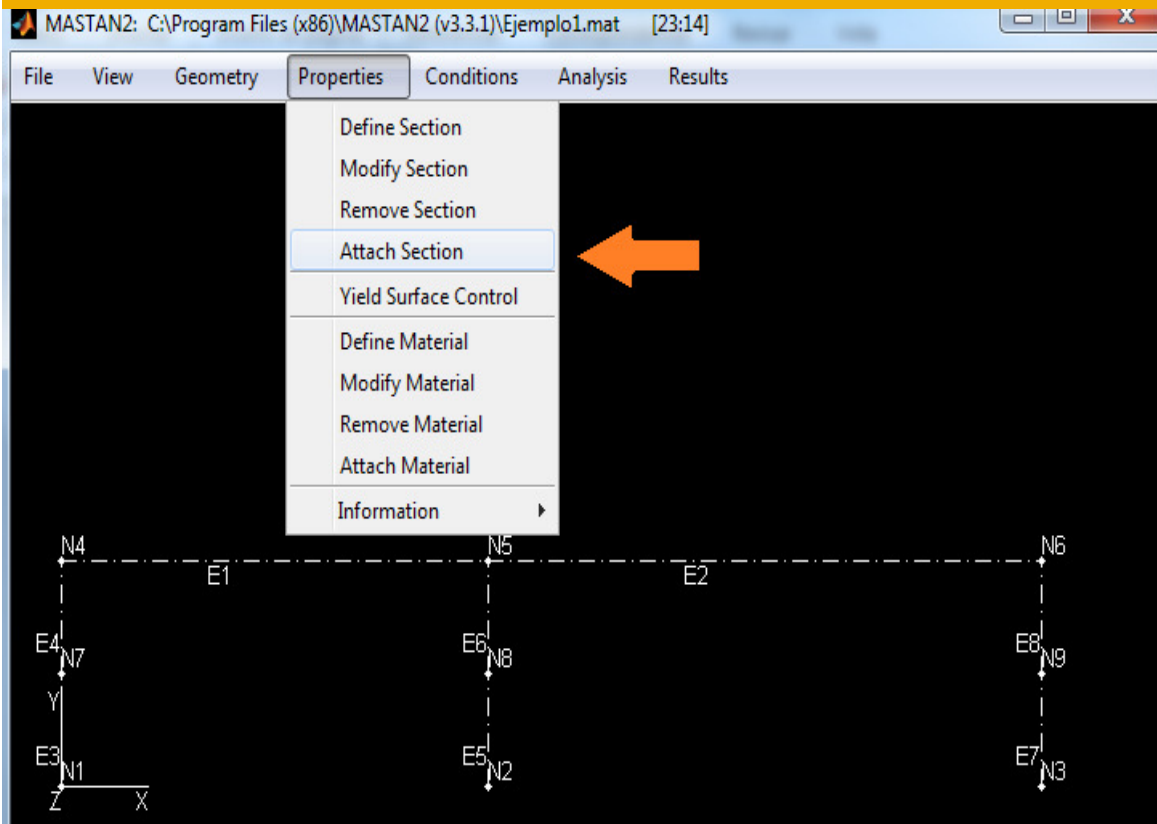 MASTAN2: C:\Program Files (x86)\MASTAN2 (v3.3.1)\Ejemplo1.mat [23:14]
File View Geometry Properties Conditions Analysis Results
Define Section
Modify Section
Remove Section
Attach Section
Yield Surface Control
Define Material
Modify Material
Remove Material
Attach Material
Information
N4 N5 N6
E1 E2
E4 E6 E8
N7 N8 N9
Y
E3 E5 E7
N1 N2 N3
Z X